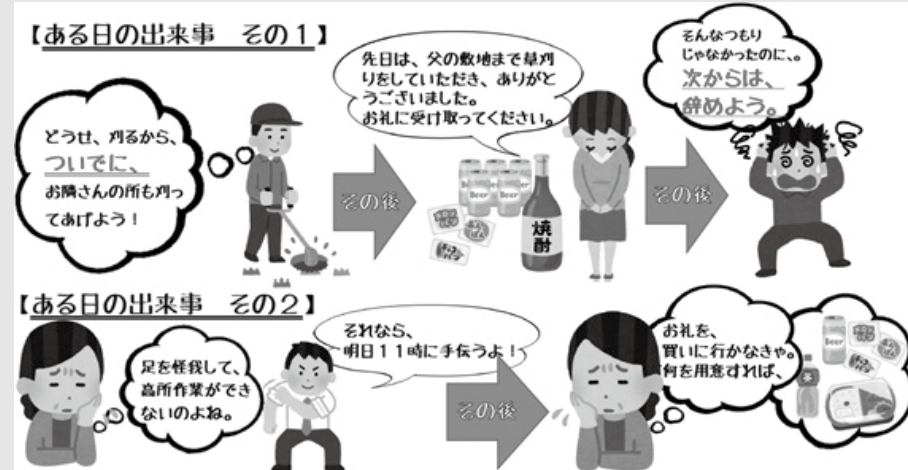 【ある日の出来事　その１】
どうせ、刈るから、
ついでに、
お隣さんの所も刈っ
てあげよう！
その後
先日は、父の敷地まで草刈
りをしていただき、ありがと
うございました。
お礼に受け取ってください。
焼酎
その後
そんなつもり
じゃなかったのに、。
次からは、
辞めよう。
【ある日の出来事　その２】
足を怪我して、
高所作業ができ
ないのよね。
それなら、
明日１１時に手伝うよ！
その後
お礼を、
買いに行かなきゃ。
何を用意すれば、
Beer